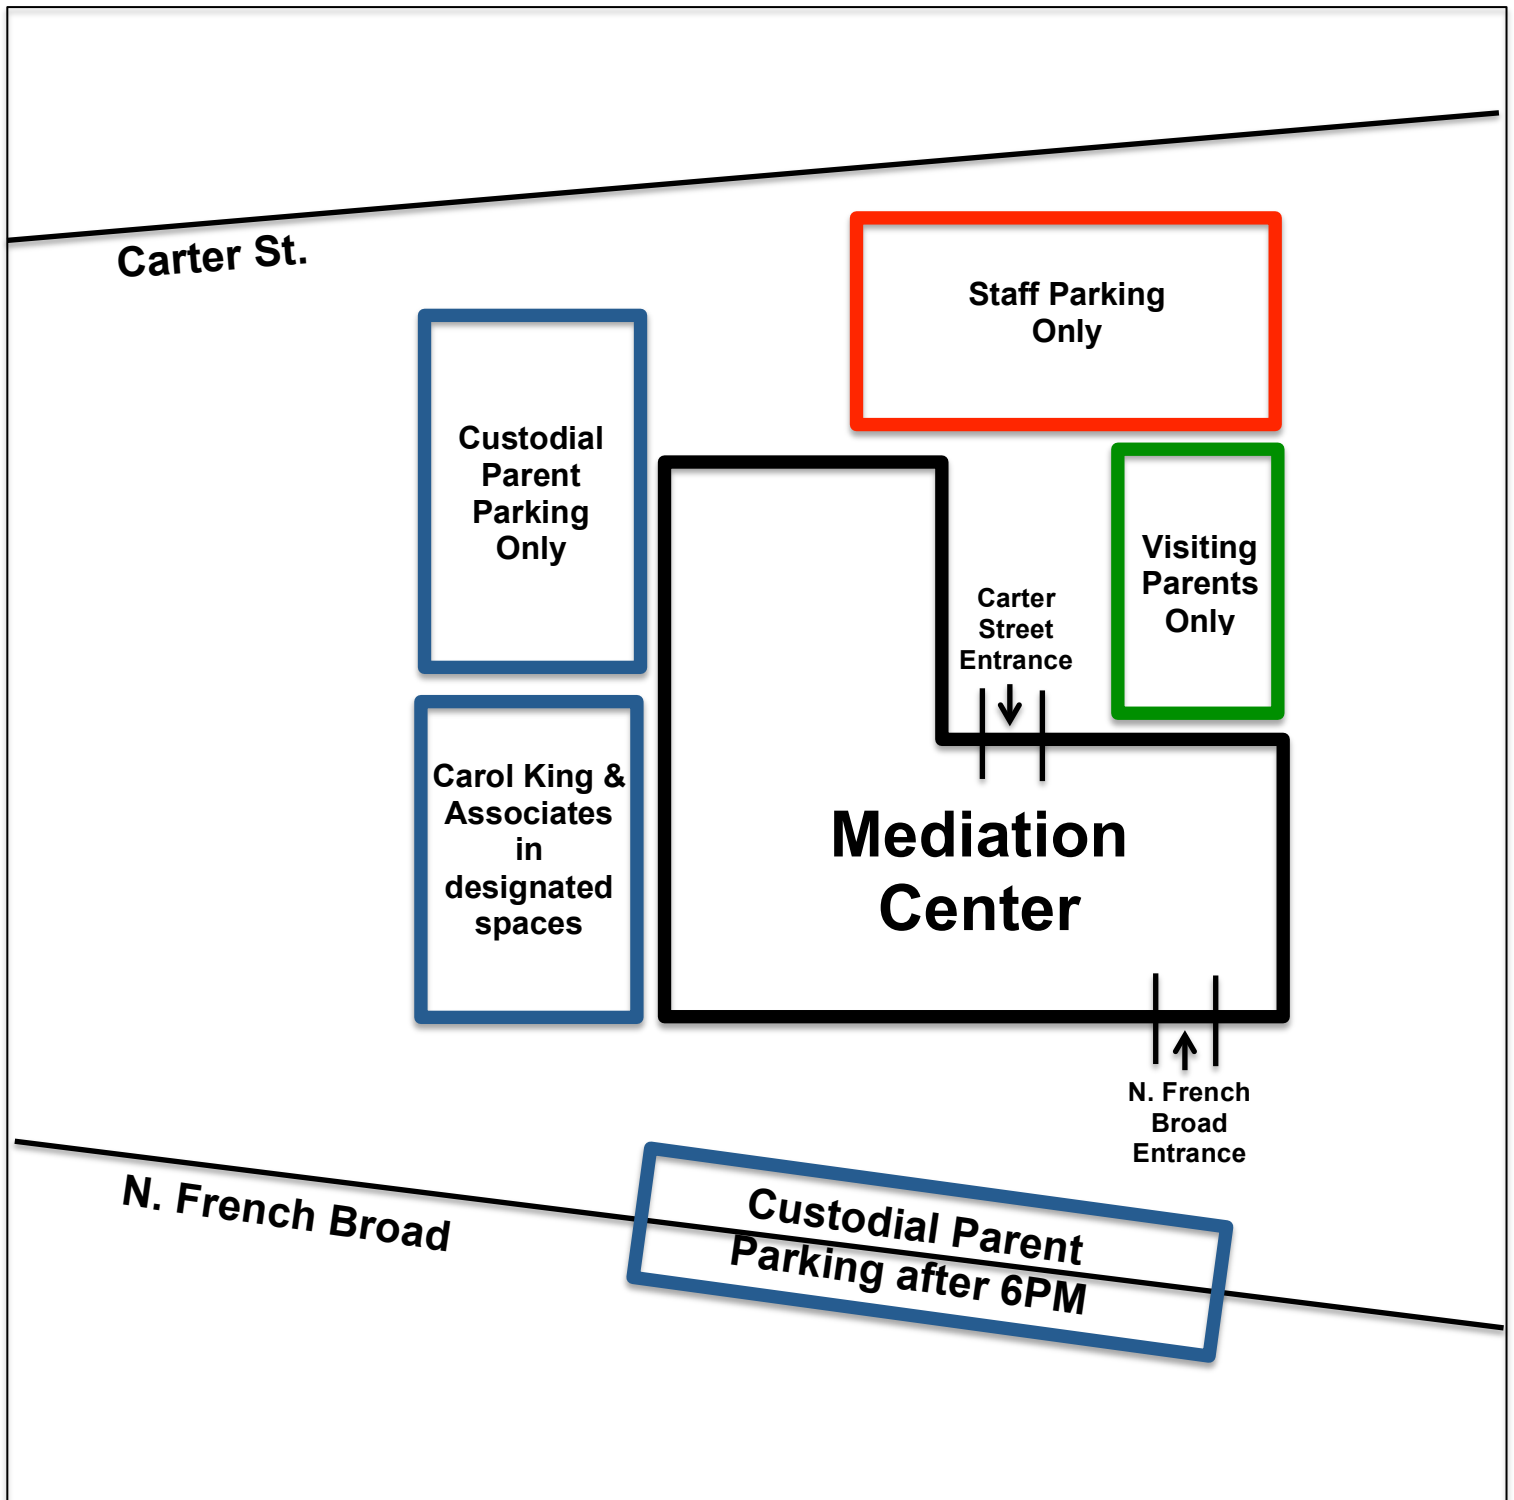 Carter St.
Staff Parking
Only
Custodial
Parent
Parking
Only
Visiting
Parents
Only
Carter
Street
Entrance
Carol King &
Associates
in
designated
spaces
Mediation
Center
N. French
Broad
Entrance
N. French Broad
Custodial Parent
Parking after 6PM